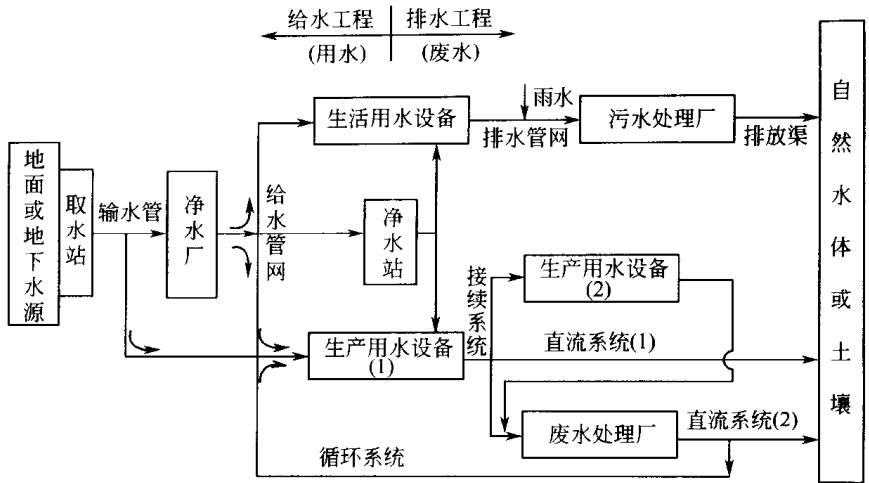 给水工程
(用水)
排水工程
(废水)
雨水
生活用水设备
排水管网
污水处理厂
排放渠
自然水体或土壤
地面或地下水源
取水站
输水管
净水厂
给水管网
净水站
接续系统
生产用水设备
(2)
生产用水设备
(1)
直流系统(1)
废水处理厂
直流系统(2)
循环系统